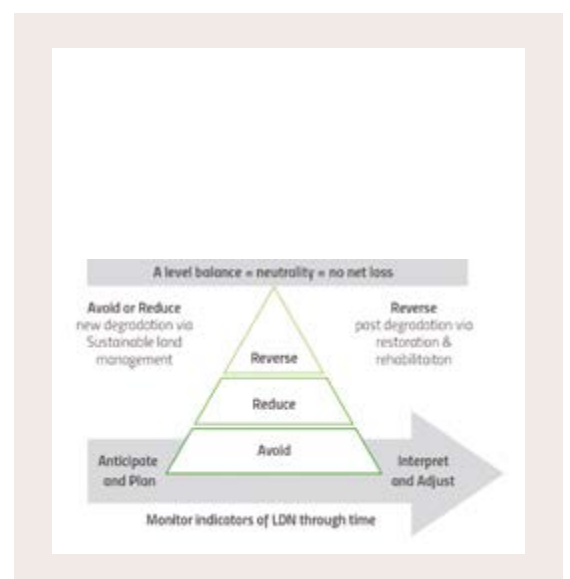 A level balance = neutrality = no net loss
Avoid or Reduce
new degradation via
Sustainable land
management
Reverse
past degradation via
restoration &
rehabilitaiton
Reverse
Reduce
Avoid
Anticipate
and Plan
Interpret
and Adjust
Monitor indicators of LDN through time